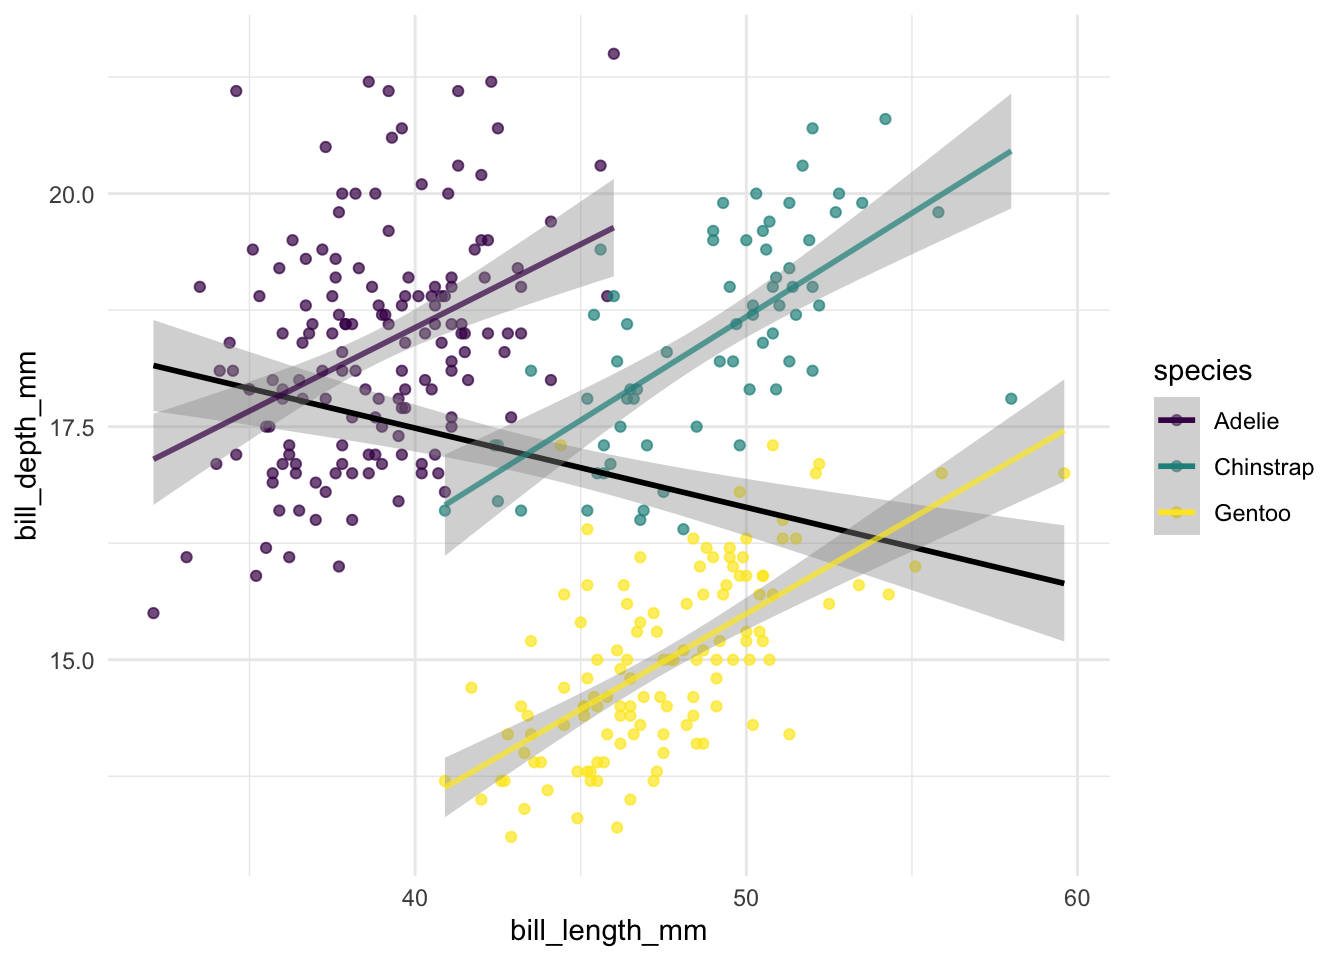 bill_depth_mm
20.0
17.5
15.0
40
50
60
bill_length_mm
species
Adelie
Chinstrap
Gentoo